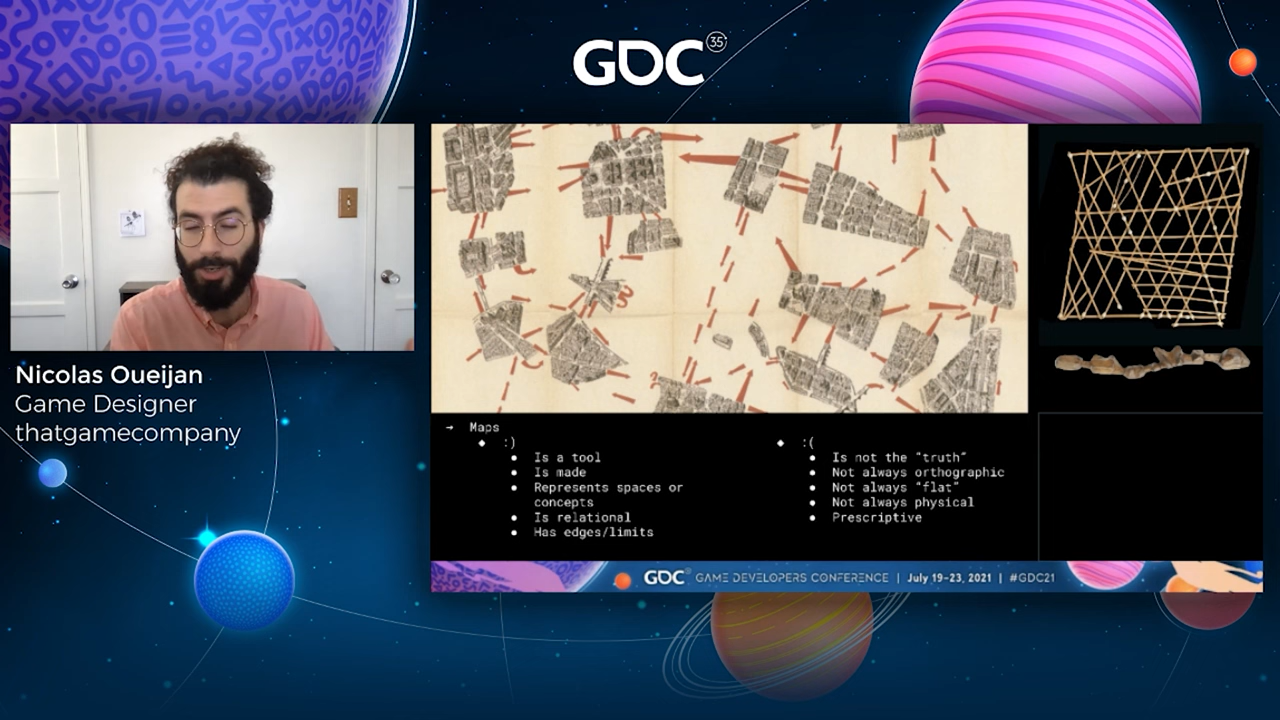 GDC 35
Nicolas Oueijan
Game Designer
thatgamecompany
→ Maps
◆ :)
● Is a tool
● Is made
● Represents spaces or
concepts
● Is relational
● Has edges/limits
◆ :(
● Is not the "truth"
● Not always orthographic
● Not always "flat"
● Not always physical
● Prescriptive
GDC GAME DEVELOPERS CONFERENCE | July 19-23, 2021 | #GDC21